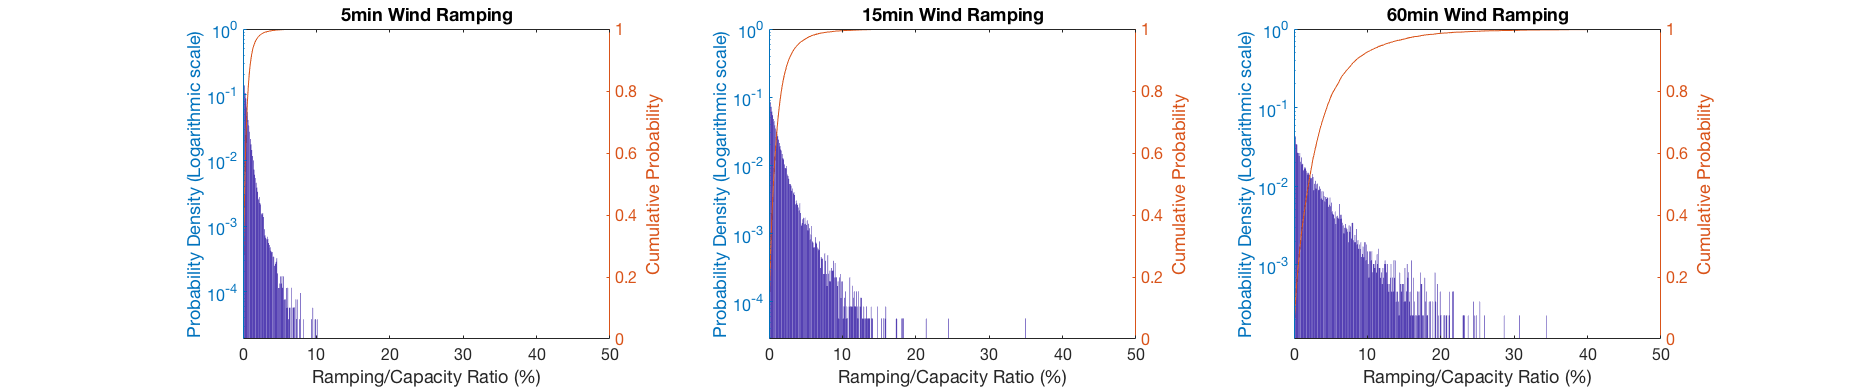 5min Wind Ramping
Probability Density (Logarithmic scale)
10^0
10^-1
10^-2
10^-3
10^-4
1
0.8
0.6
0.4
0.2
0
Cumulative Probability
0 10 20 30 40 50
Ramping/Capacity Ratio (%)
15min Wind Ramping
Probability Density (Logarithmic scale)
10^0
10^-1
10^-2
10^-3
10^-4
1
0.8
0.6
0.4
0.2
0
Cumulative Probability
0 10 20 30 40 50
Ramping/Capacity Ratio (%)
60min Wind Ramping
Probability Density (Logarithmic scale)
10^0
10^-1
10^-2
10^-3
1
0.8
0.6
0.4
0.2
0
Cumulative Probability
0 10 20 30 40 50
Ramping/Capacity Ratio (%)